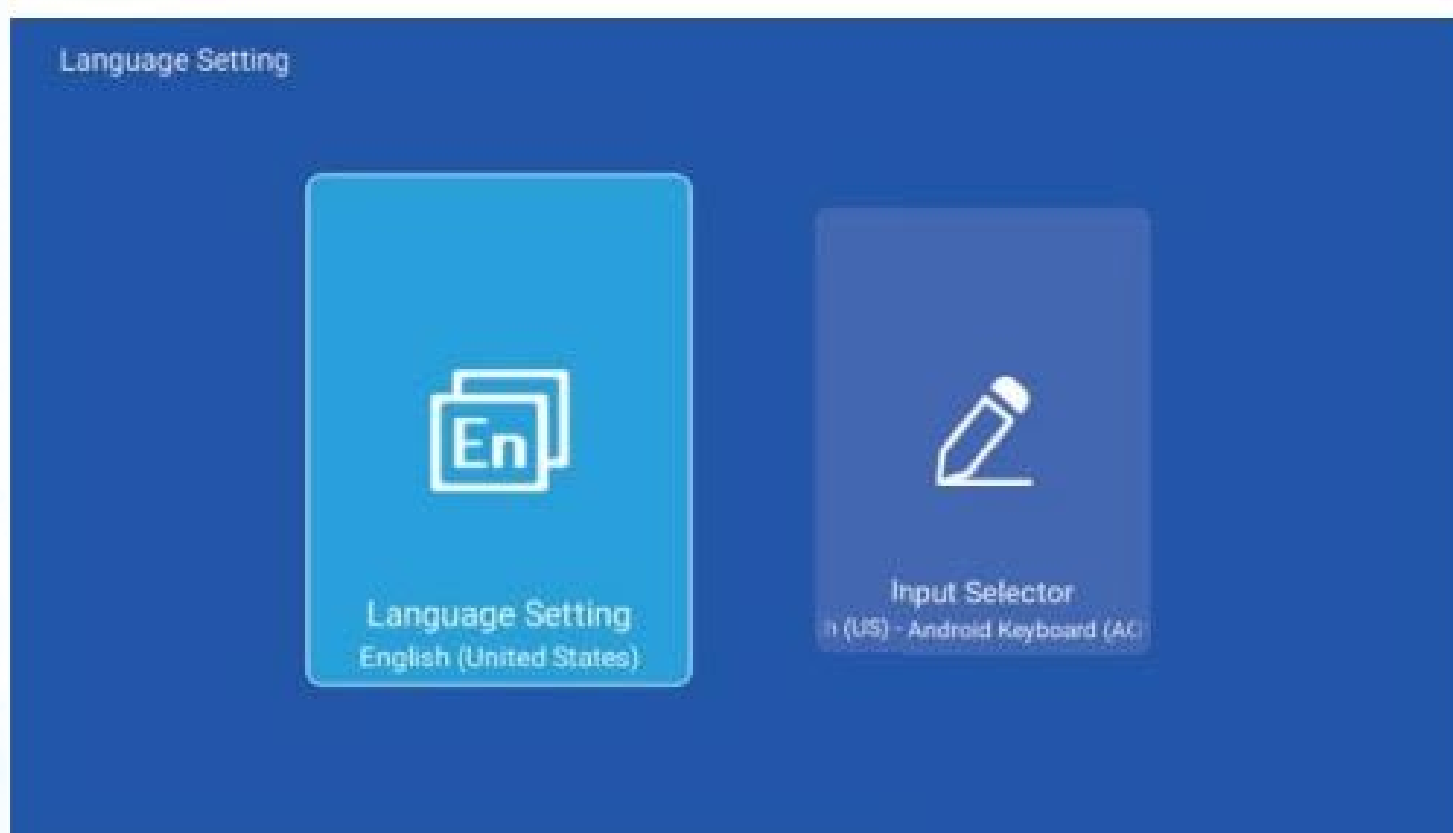 Language Setting
En
Language Setting
English (United States)
Input Selector
(US) - Android Keyboard